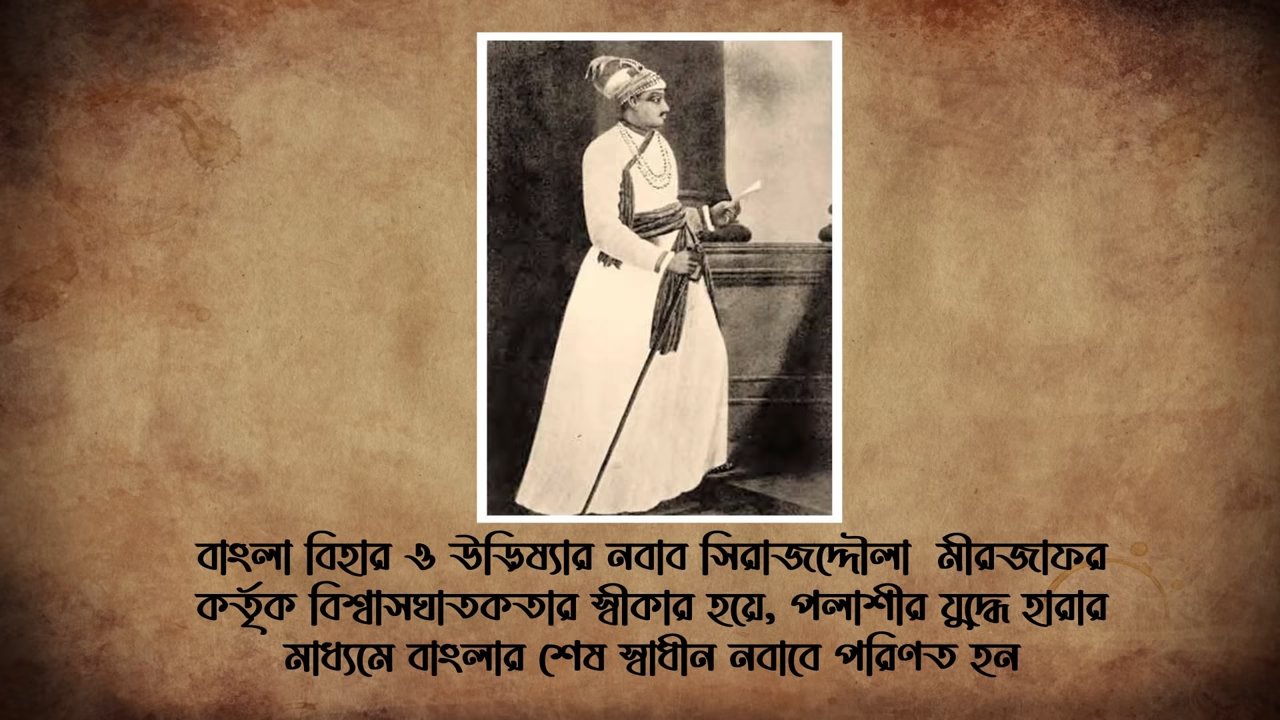 বাংলা বিহার ও উড়িষ্যার নবাব সিরাজদ্দৌলা মীরজাফর
কর্তৃক বিশ্বাসঘাতকতার স্বীকার হয়ে, পলাশীর যুদ্ধে হারার
মাধ্যমে বাংলার শেষ স্বাধীন নবাবে পরিণত হন